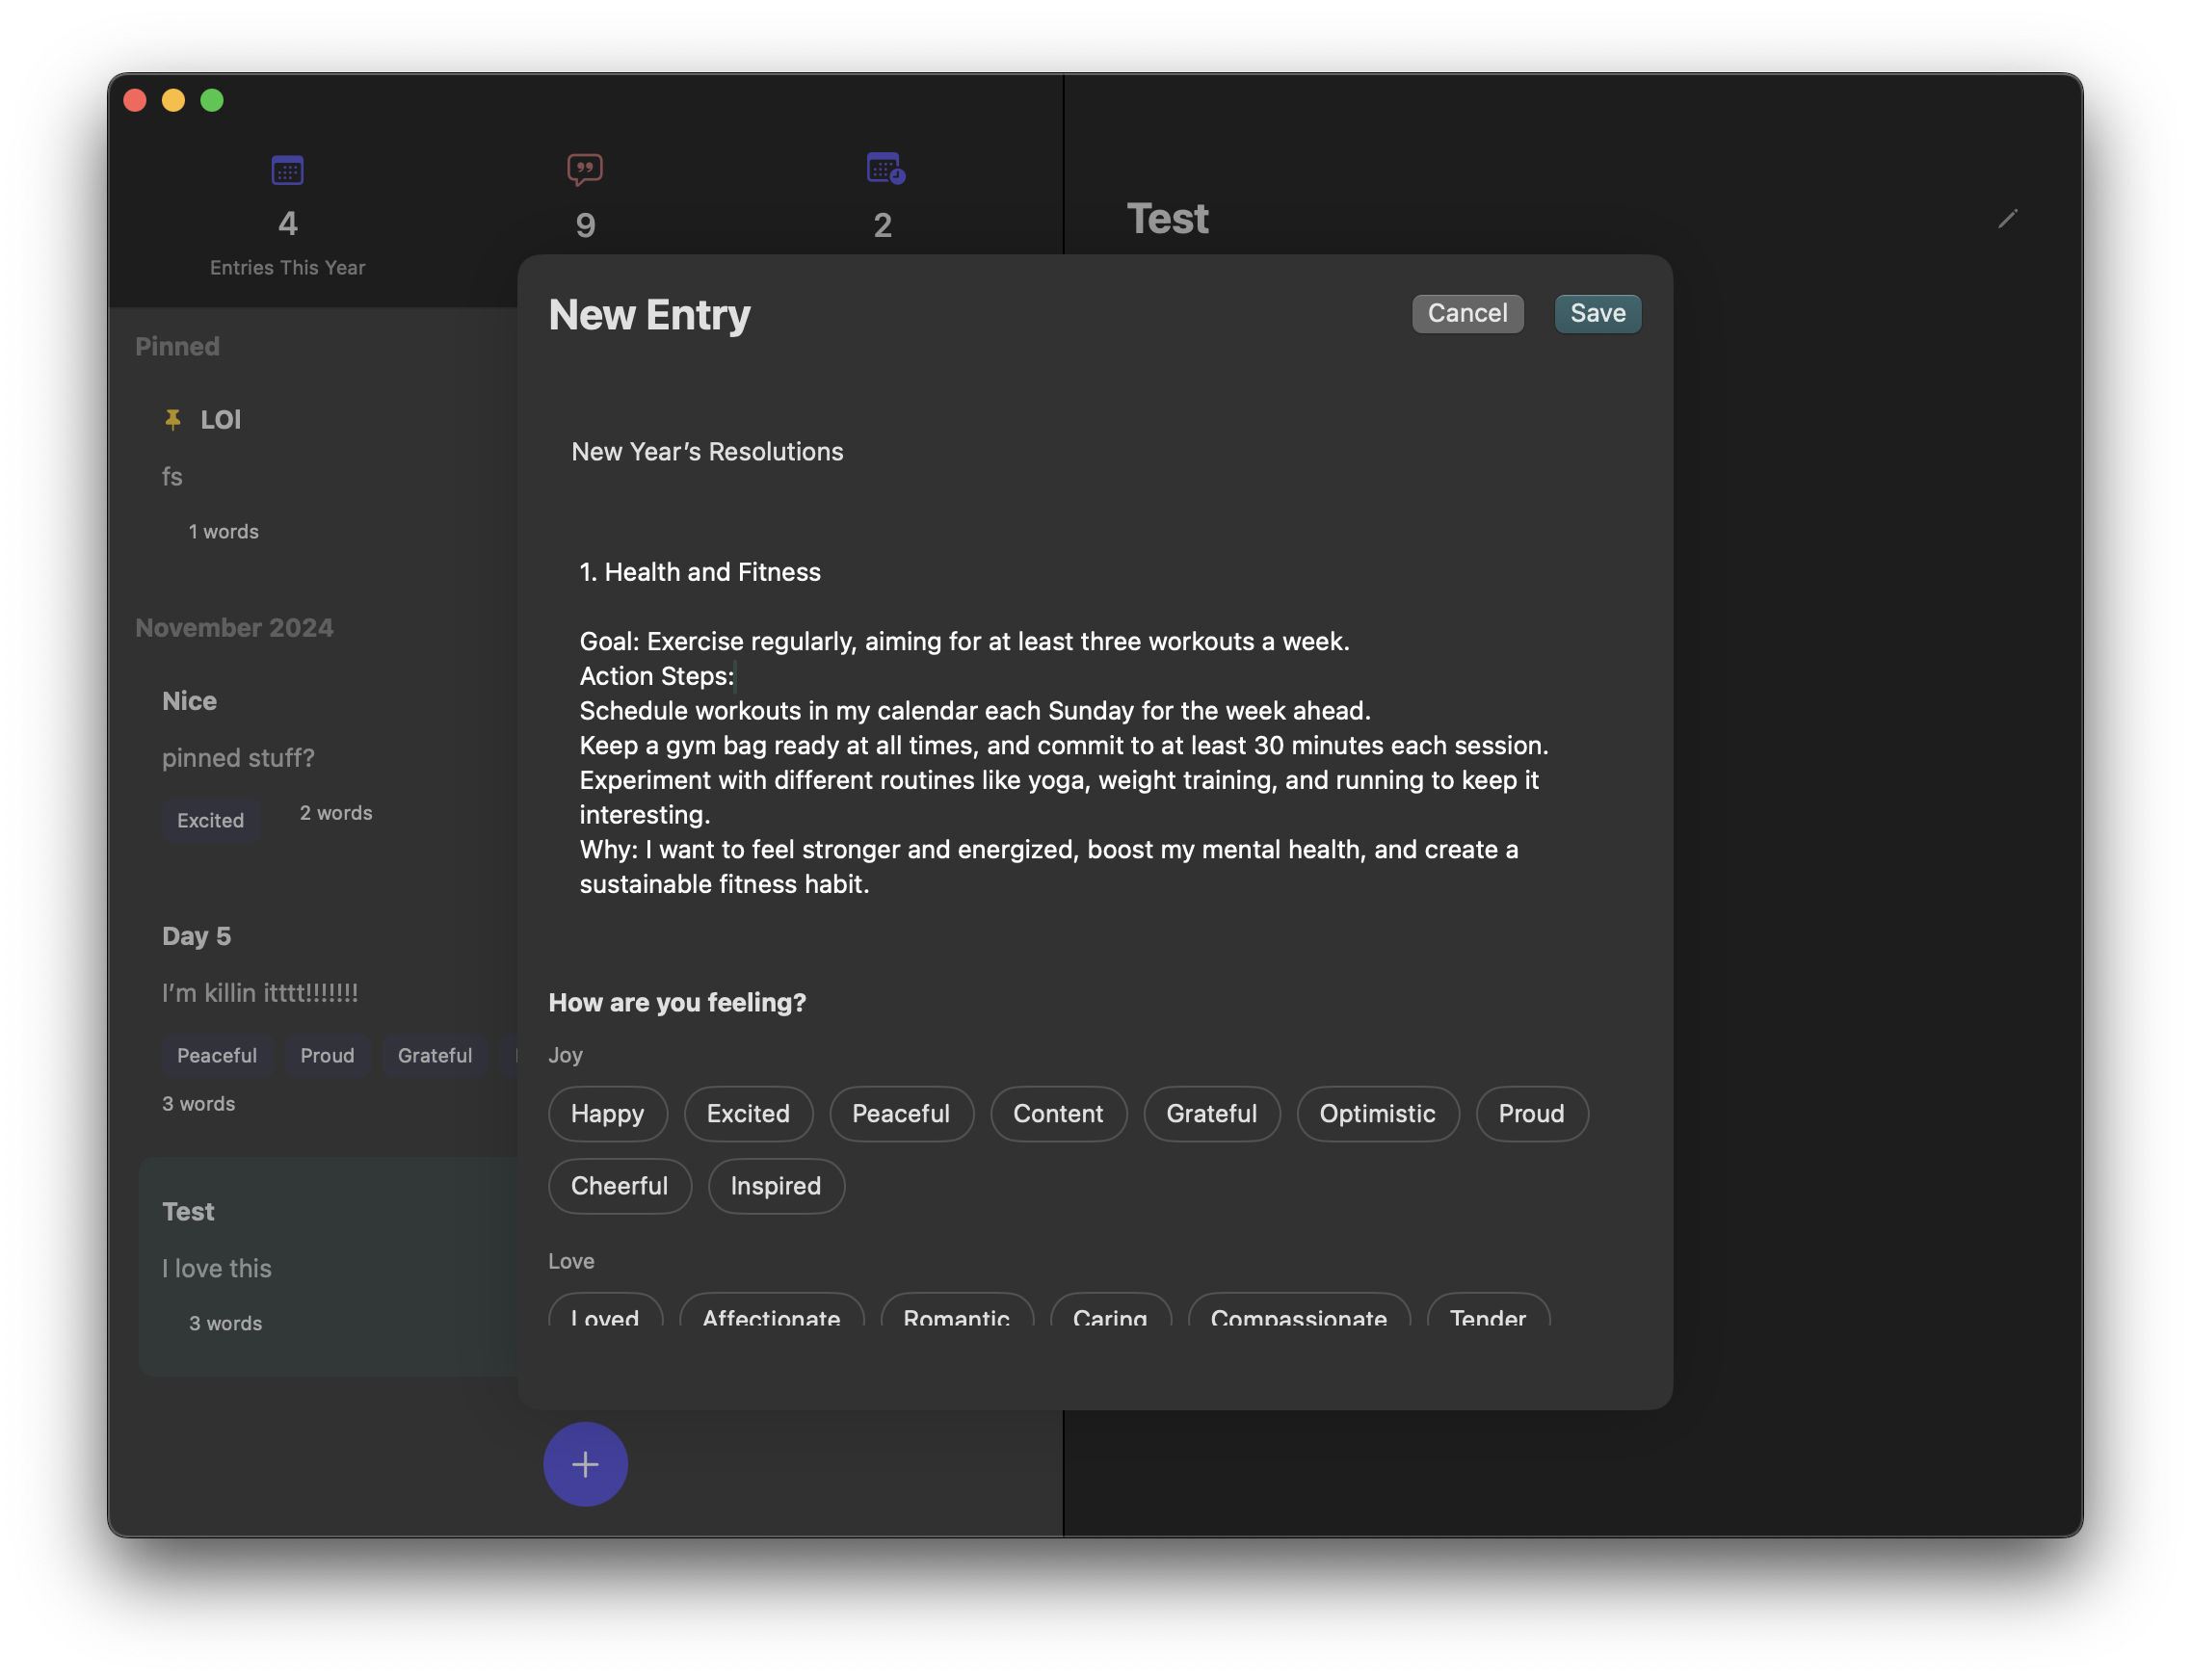 4
Entries This Year
9
2
Test
Pinned
LOl
fs
1 words
November 2024
Nice
pinned stuff?
Excited
2 words
Day 5
I’m killin itttt!!!!!!!
Peaceful Proud Grateful
3 words
Test
I love this
3 words
New Entry
Cancel Save
New Year’s Resolutions
1. Health and Fitness
Goal: Exercise regularly, aiming for at least three workouts a week.
Action Steps:
Schedule workouts in my calendar each Sunday for the week ahead.
Keep a gym bag ready at all times, and commit to at least 30 minutes each session.
Experiment with different routines like yoga, weight training, and running to keep it
interesting.
Why: I want to feel stronger and energized, boost my mental health, and create a
sustainable fitness habit.
How are you feeling?
Joy
Happy Excited Peaceful Content Grateful Optimistic Proud
Cheerful Inspired
Love
Loved Affectionate Romantic Caring Compassionate Tender